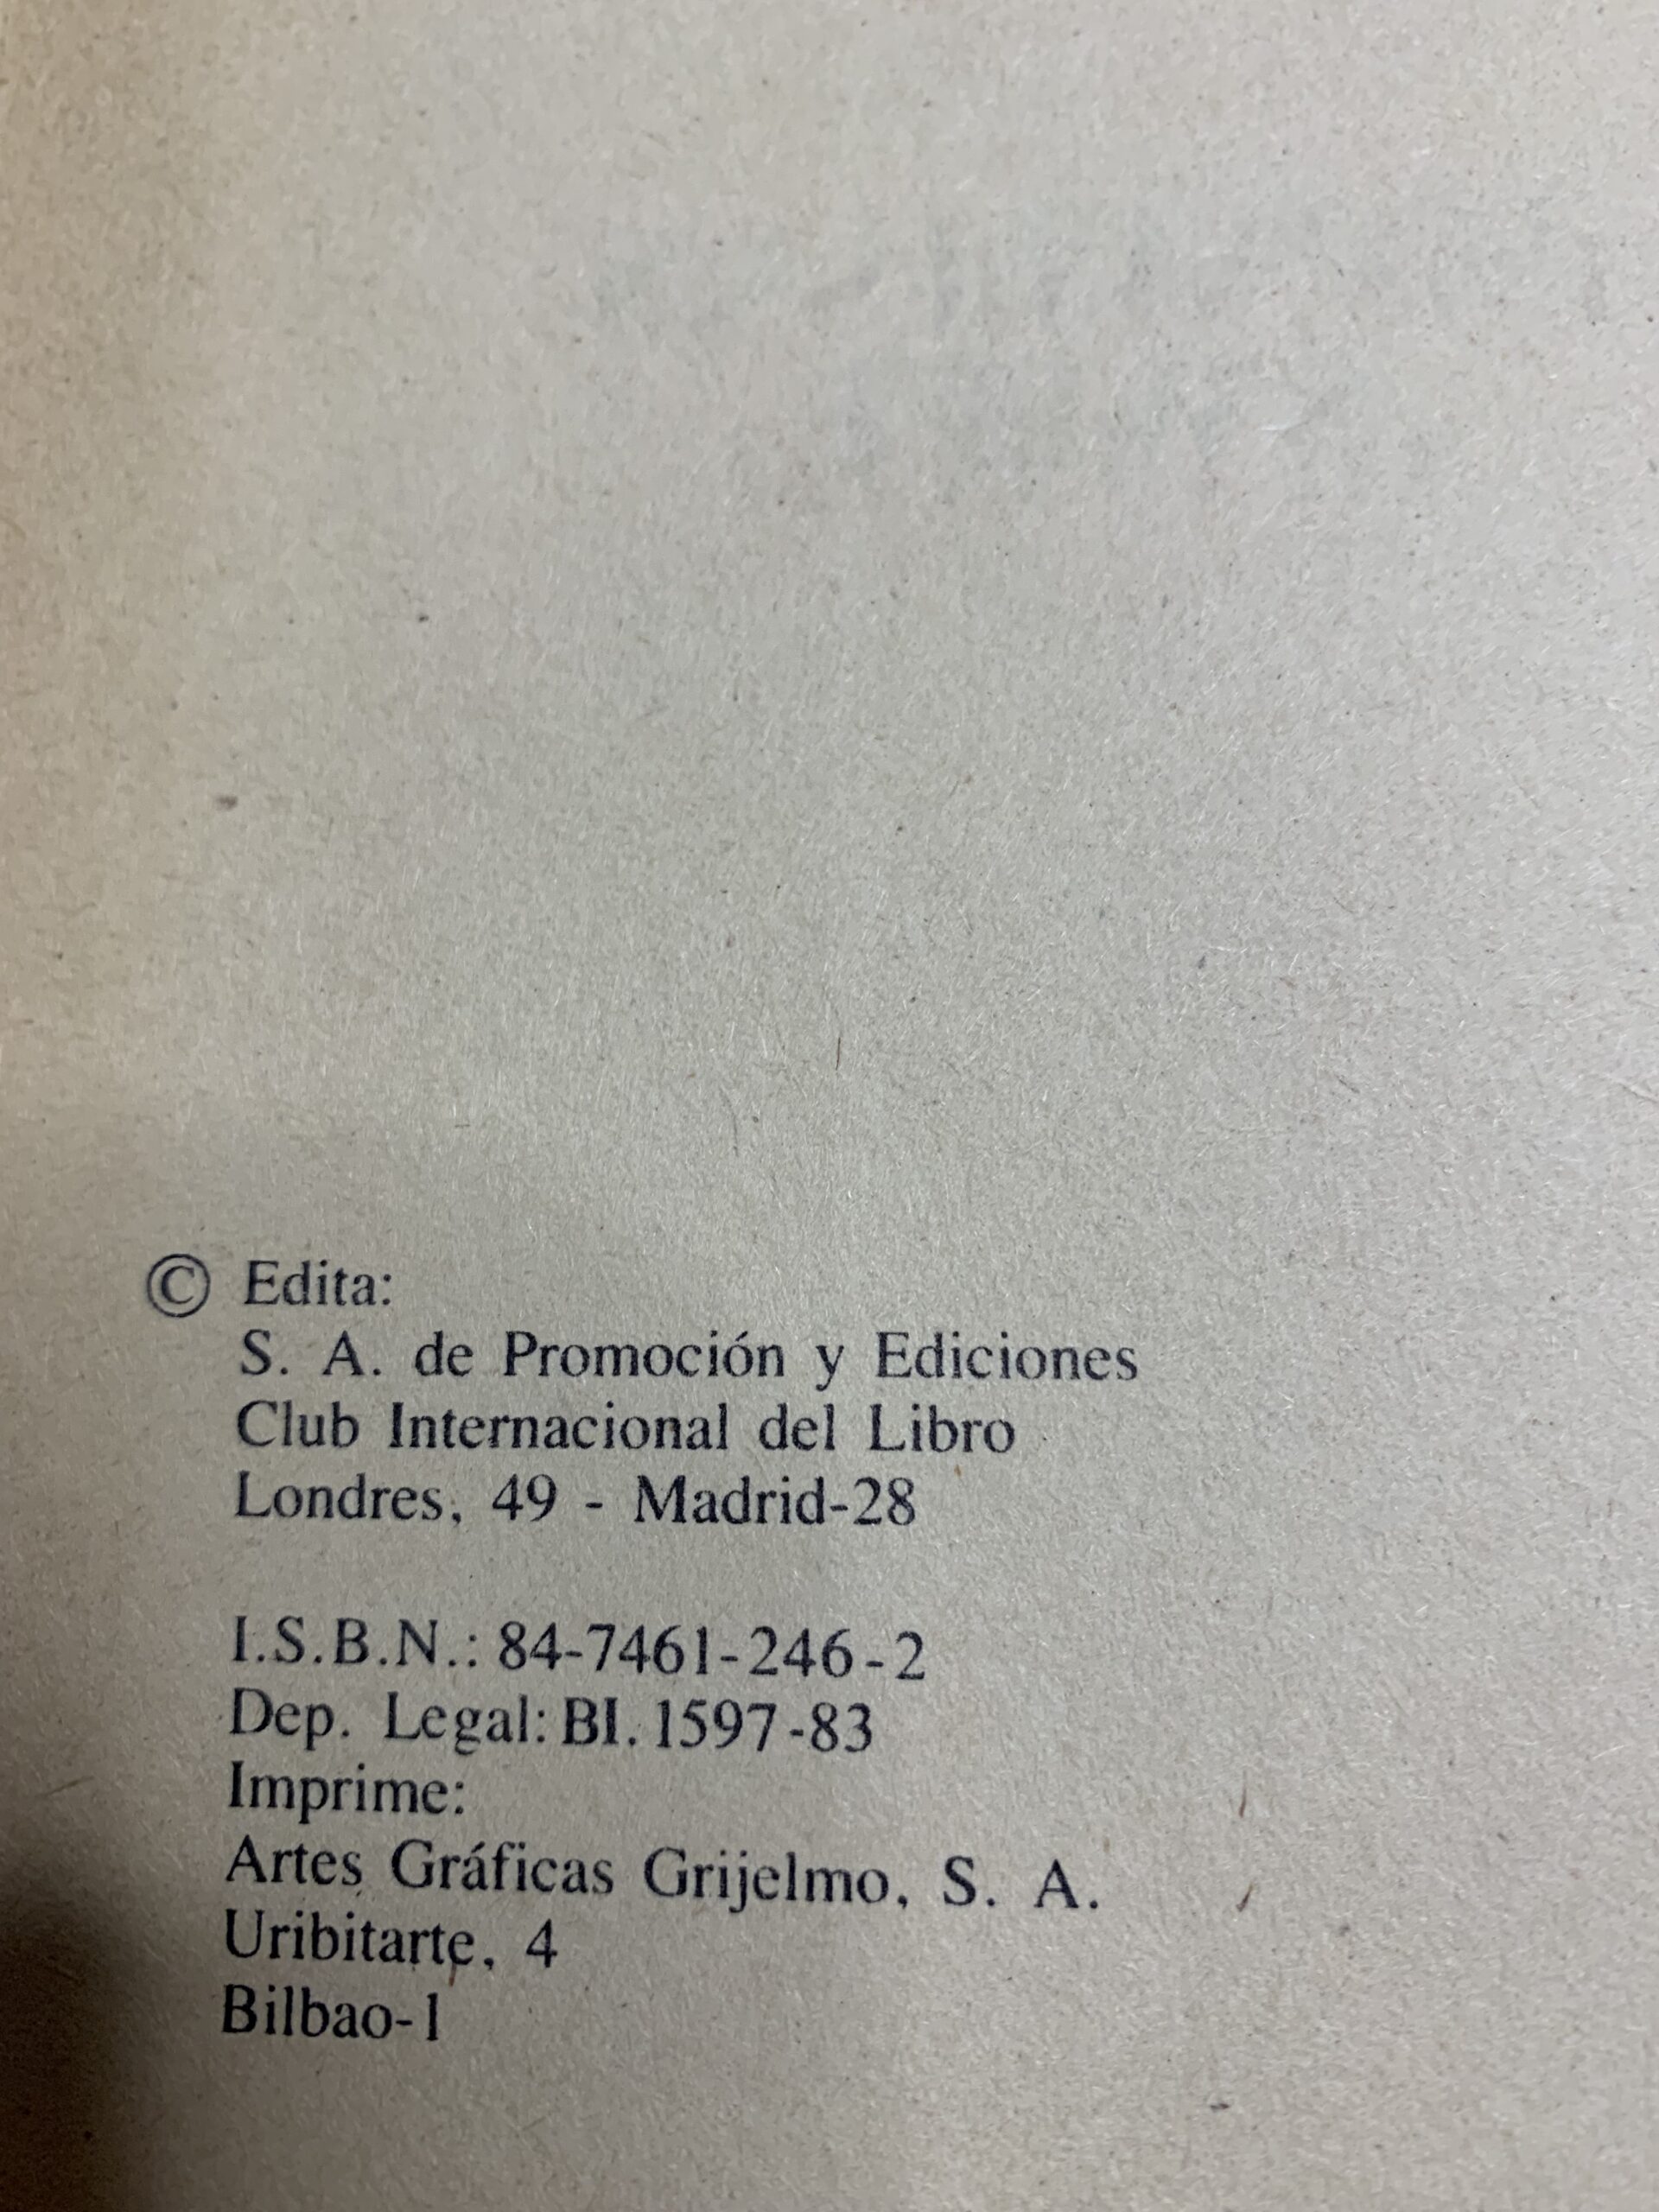 © Edita:
S. A. de Promoción y Ediciones
Club Internacional del Libro
Londres, 49 - Madrid-28
I.S.B.N.: 84-7461-246-2
Dep. Legal: BI. 1597-83
Imprime:
Artes Gráficas Grijelmo, S. A.
Uribitarte, 4
Bilbao-1